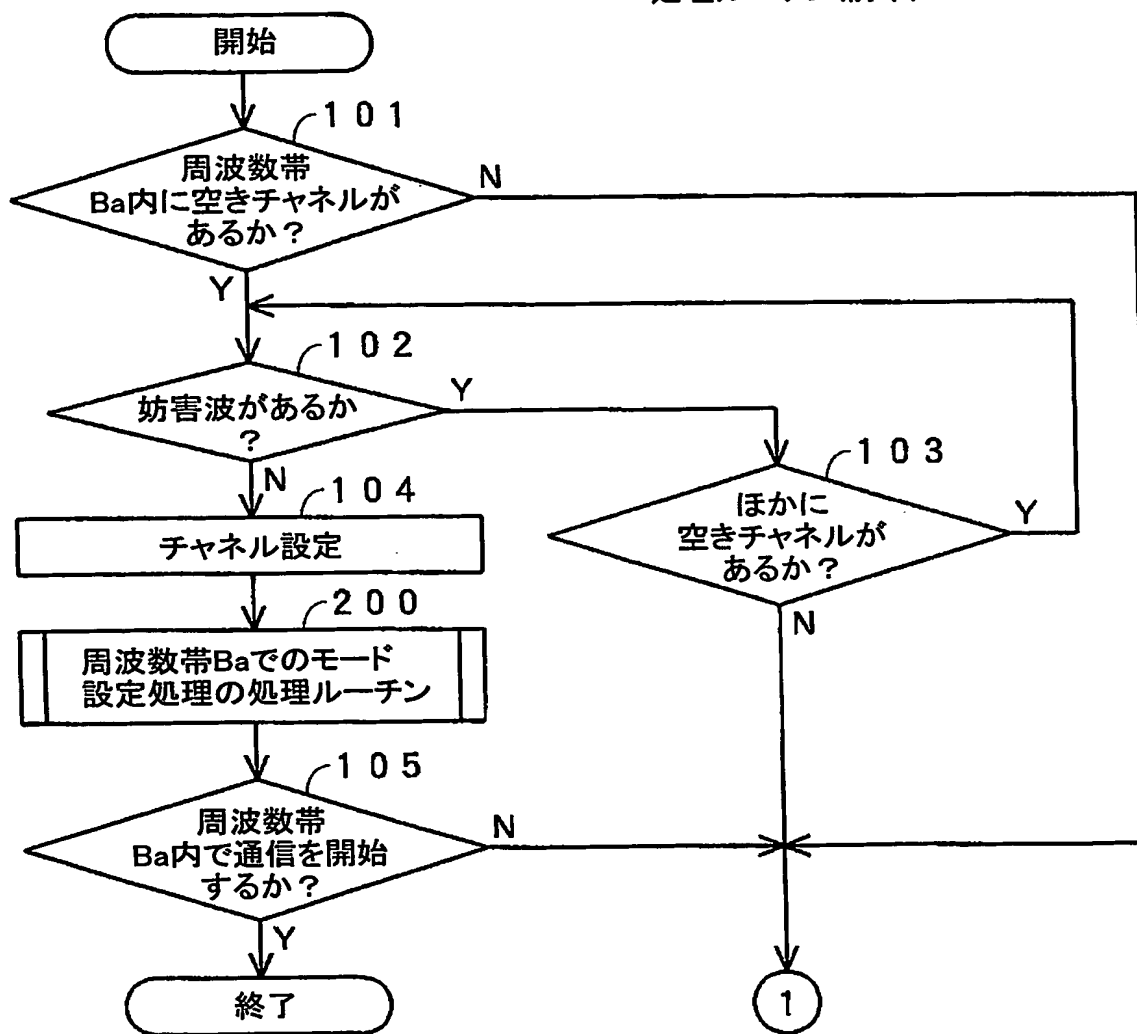 開始
101
周波数帯
Ba内に空きチャネルが
あるか？
N
Y
102
妨害波があるか
？
Y
N
103
ほかに
空きチャネルが
あるか？
Y
N
104
チャネル設定
200
周波数帯Baでのモード
設定処理の処理ルーチン
105
周波数帯
Ba内で通信を開始
するか？
N
Y
終了
1